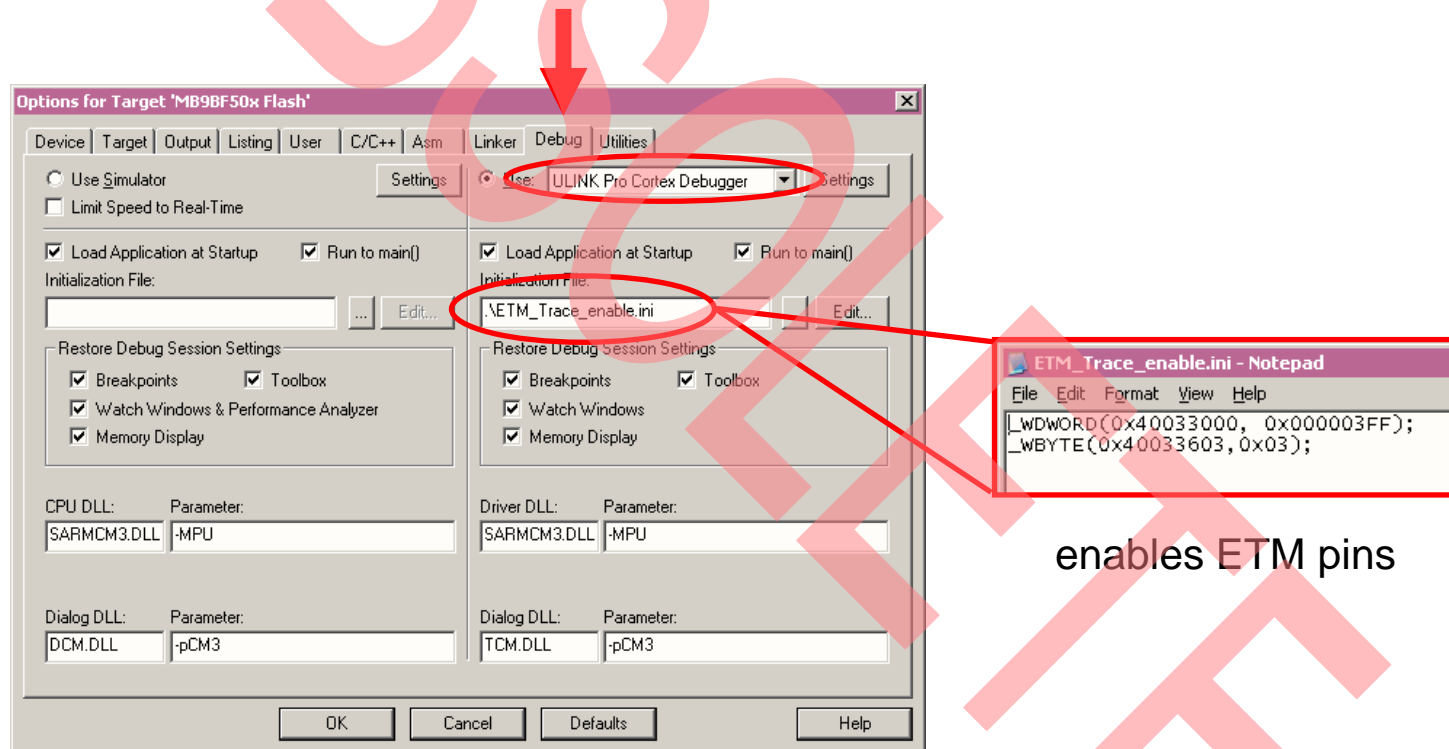 Options for Target 'MB9BF50x Flash'
Device Target Output Listing User C/C++ Asm Linker Debug Utilities
Use Simulator Settings
Limit Speed to Real-Time
Use: ULINK Pro Cortex Debugger Settings
Load Application at Startup Run to main()
Initialization File:
... Edit...
Load Application at Startup Run to main()
Initialization File:
.\ETM_Trace_enable.ini Edit...
Restore Debug Session Settings
Breakpoints Toolbox
Watch Windows & Performance Analyzer
Memory Display
Restore Debug Session Settings
Breakpoints Toolbox
Watch Windows
Memory Display
CPU DLL: Parameter:
SARMCM3.DLL -MPU
Driver DLL: Parameter:
SARMCM3.DLL -MPU
Dialog DLL: Parameter:
DCM.DLL -pCM3
Dialog DLL: Parameter:
TCM.DLL -pCM3
OK Cancel Defaults Help
ETM_Trace_enable.ini - Notepad
File Edit Format View Help
_WDWORD(0x40033000, 0x000003FF);
_WBYTE(0x40033603,0x03);
enables ETM pins